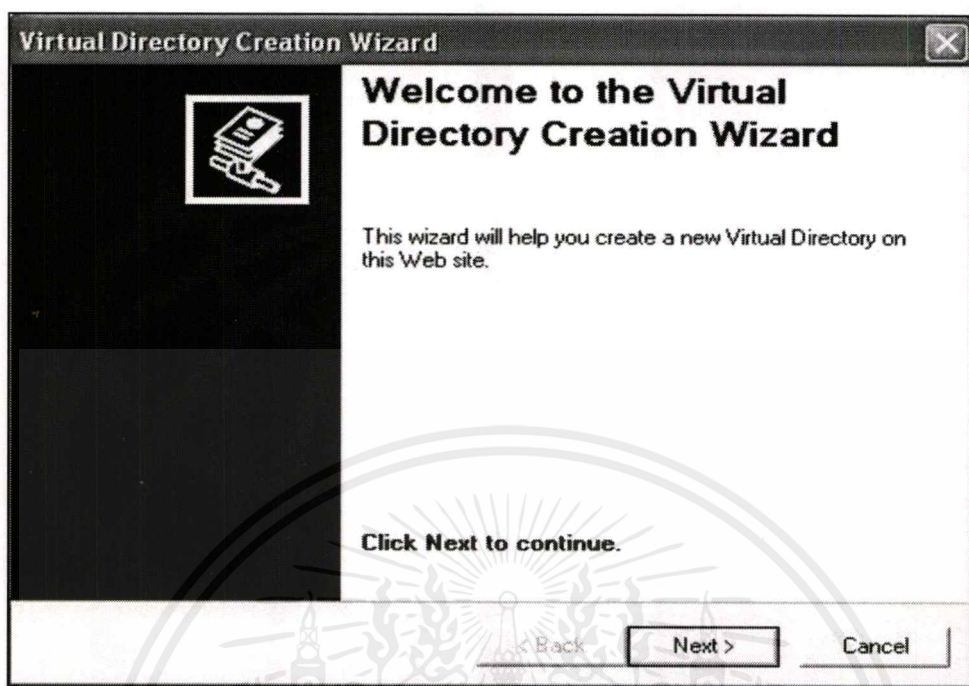 Virtual Directory Creation Wizard
Welcome to the Virtual
Directory Creation Wizard
This wizard will help you create a new Virtual Directory on
this Web site.
Click Next to continue.
< Back
Next >
Cancel